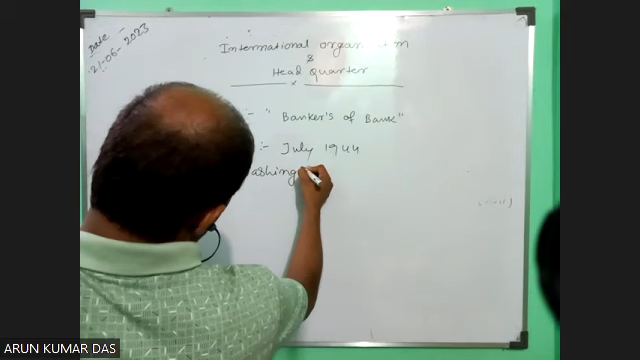 Date -
21-06-2023
International organ
&
Head Quarter
x
:- " Banker's of Bank"
:- July 1944
ashing
ARUN KUMAR DAS